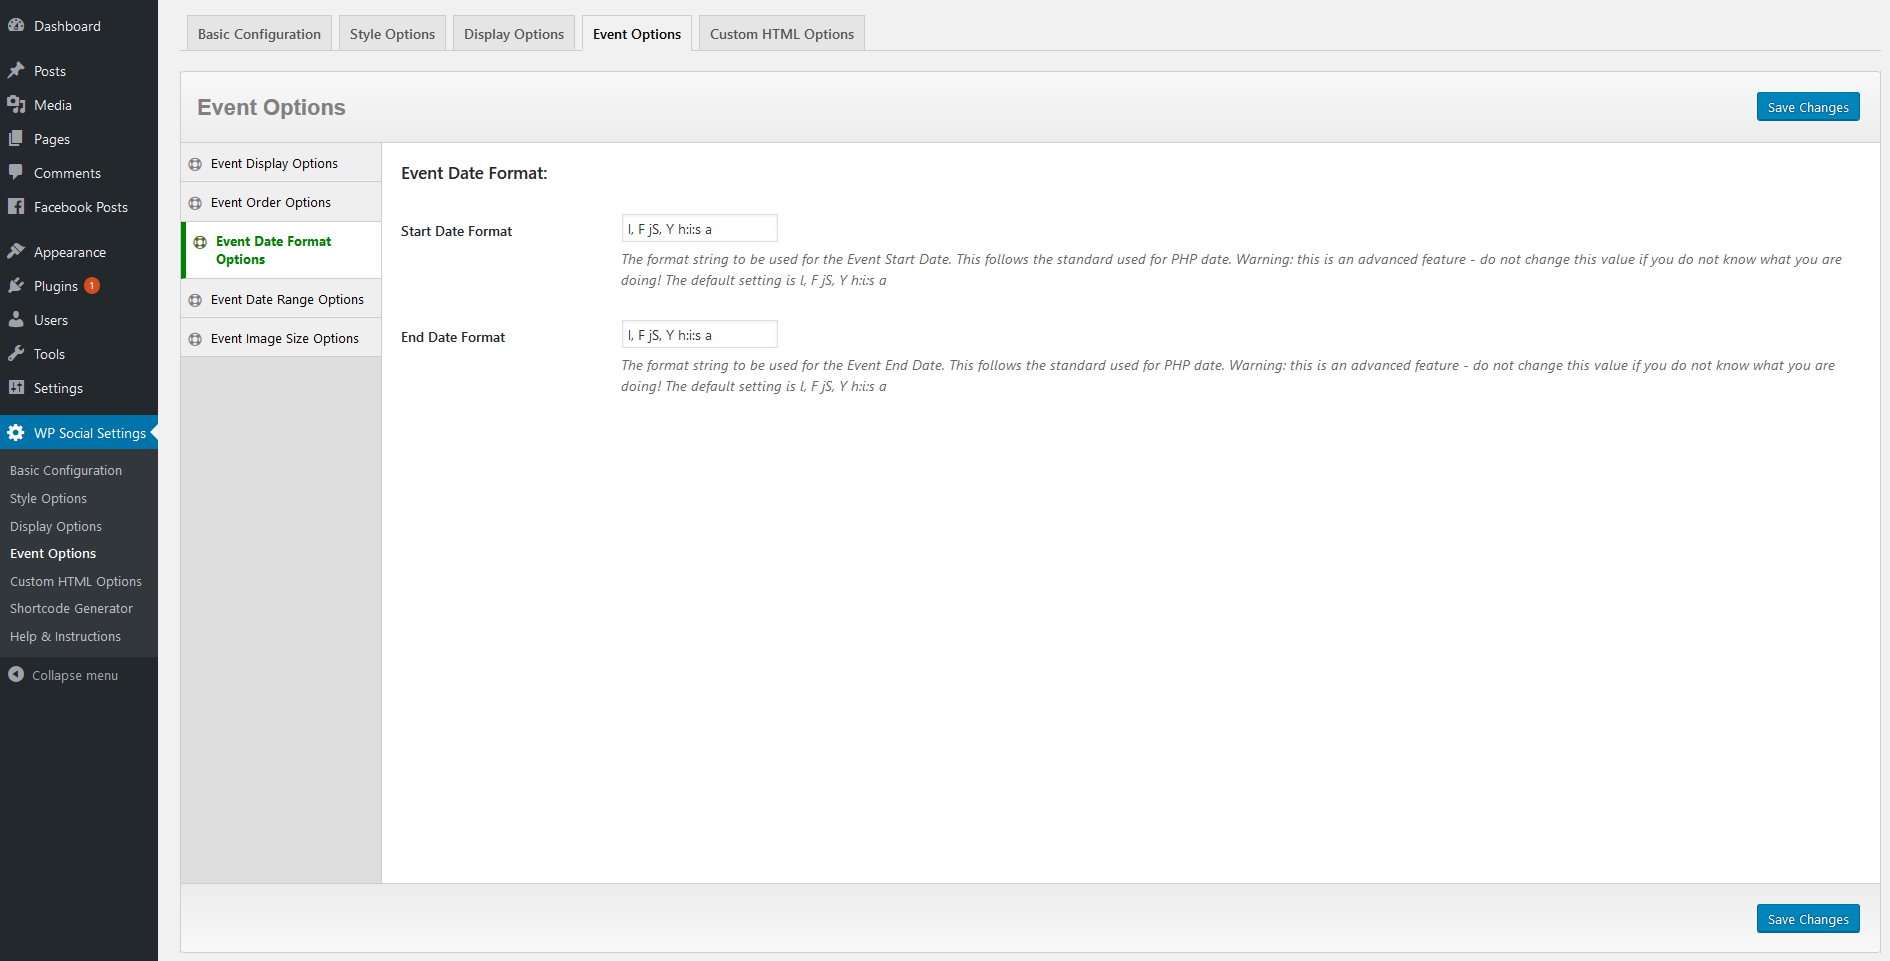 Dashboard
Posts
Media
Pages
Comments
Facebook Posts
Appearance
Plugins 1
Users
Tools
Settings
WP Social Settings
Basic Configuration
Style Options
Display Options
Event Options
Custom HTML Options
Shortcode Generator
Help & Instructions
Collapse menu
Basic Configuration Style Options Display Options Event Options Custom HTML Options
Event Options
Save Changes
Event Display Options
Event Order Options
Event Date Format
Options
Event Date Range Options
Event Image Size Options
Event Date Format:
Start Date Format l, F jS, Y h:i:s a
The format string to be used for the Event Start Date. This follows the standard used for PHP date. Warning: this is an advanced feature - do not change this value if you do not know what you are
doing! The default setting is l, F jS, Y h:i:s a
End Date Format l, F jS, Y h:i:s a
The format string to be used for the Event End Date. This follows the standard used for PHP date. Warning: this is an advanced feature - do not change this value if you do not know what you are
doing! The default setting is l, F jS, Y h:i:s a
Save Changes